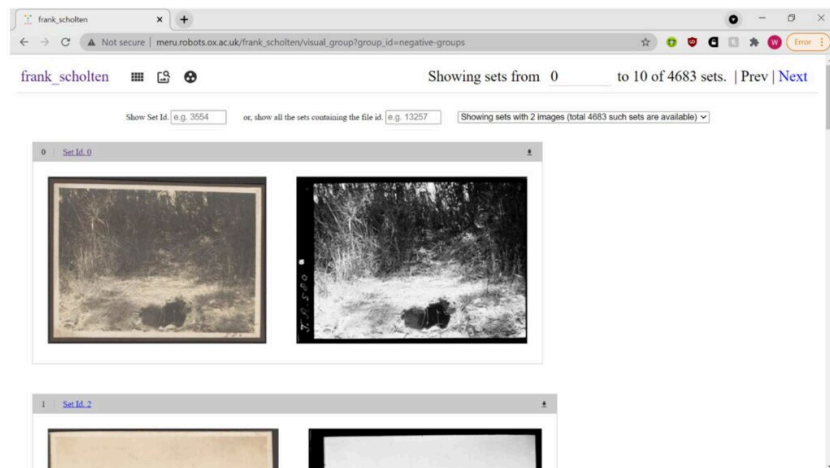 frank_scholten
Not secure | meru.robots.ox.ac.uk/frank_scholten/visual_group?group_id=negative-groups
Error
frank_scholten
Showing sets from 0 to 10 of 4683 sets. | Prev | Next
Show Set Id. e.g. 3554 or, show all the sets containing the file id. e.g. 13257 Showing sets with 2 images (total 4683 such sets are available)
0 Set Id. 0
1 Set Id. 2